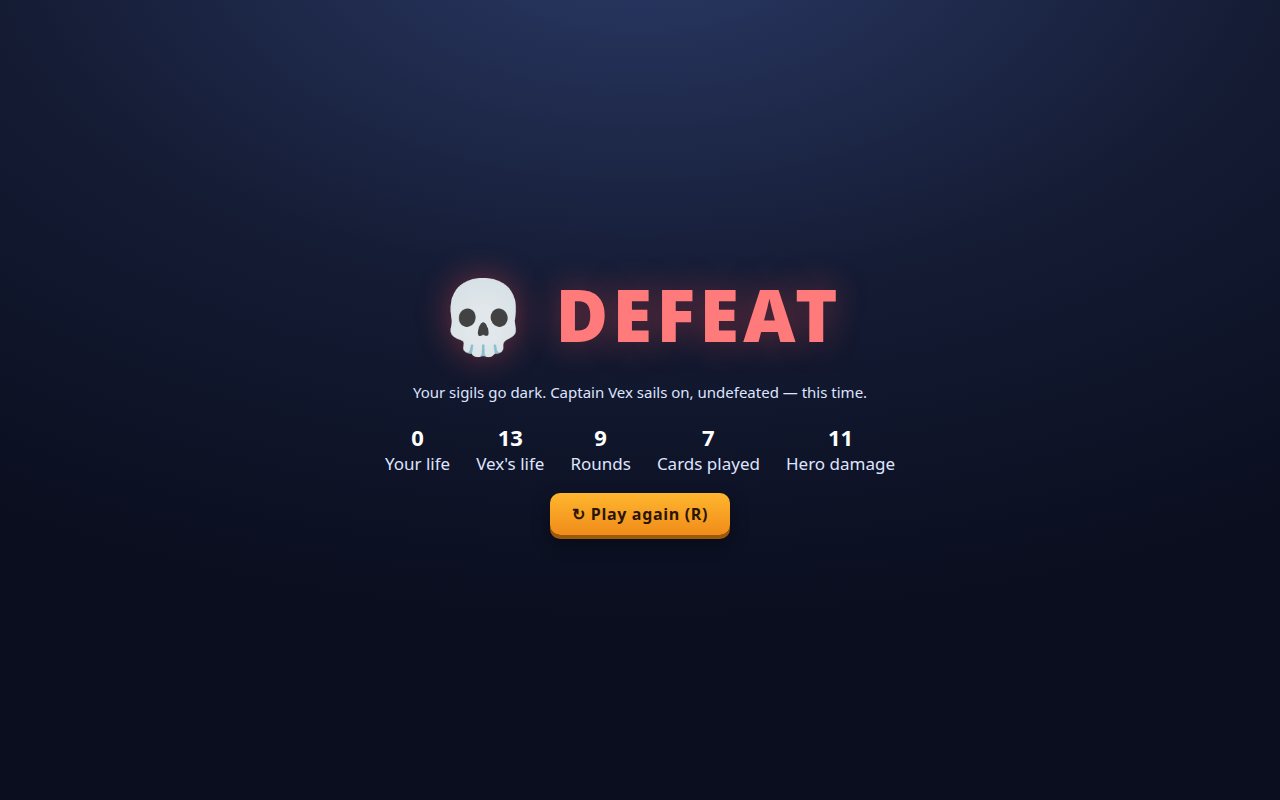 💀 DEFEAT
Your sigils go dark. Captain Vex sails on, undefeated — this time.
0 13 9 7 11
Your life Vex's life Rounds Cards played Hero damage
↻ Play again (R)